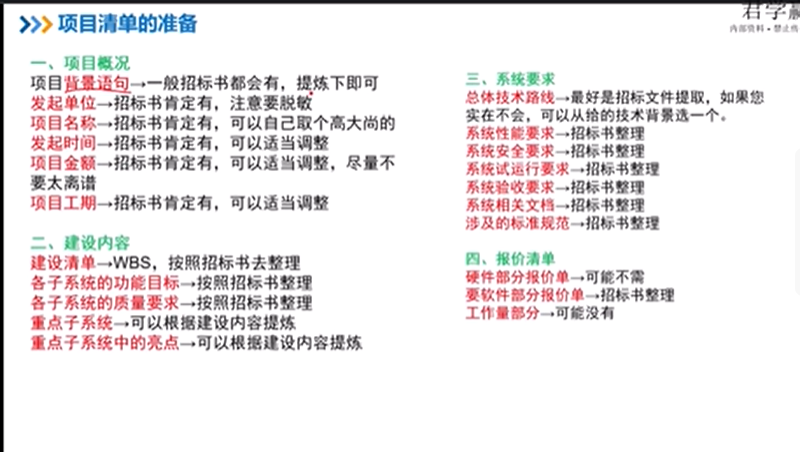 项目清单的准备
君学
内部资料·禁止传
一、项目概况
项目背景语句→一般招标书都会有，提炼下即可
发起单位→招标书肯定有，注意要脱敏
项目名称→招标书肯定有，可以自己取个高大尚的
发起时间→招标书肯定有，可以适当调整
项目金额→招标书肯定有，可以适当调整，尽量不
要太离谱
项目工期→招标书肯定有，可以适当调整
二、建设内容
建设清单→WBS，按照招标书去整理
各子系统的功能目标→按照招标书整理
各子系统的质量要求→按照招标书整理
重点子系统→可以根据建设内容提炼
重点子系统中的亮点→可以根据建设内容提炼
三、系统要求
总体技术路线→最好是招标文件提取，如果您
实在不会，可以从给的技术背景选一个。
系统性能要求→招标书整理
系统安全要求→招标书整理
系统试运行要求→招标书整理
系统验收要求→招标书整理
系统相关文档→招标书整理
涉及的标准规范→招标书整理
四、报价清单
硬件部分报价单→可能不需
要软件部分报价单→招标书整理
工作量部分→可能没有